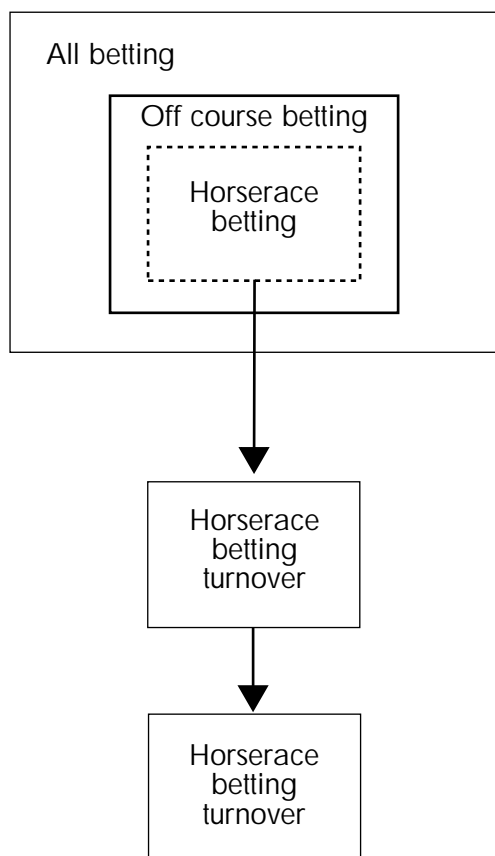 All betting
Off course betting
Horserace
betting
Horserace
betting
turnover
Horserace
betting
turnover